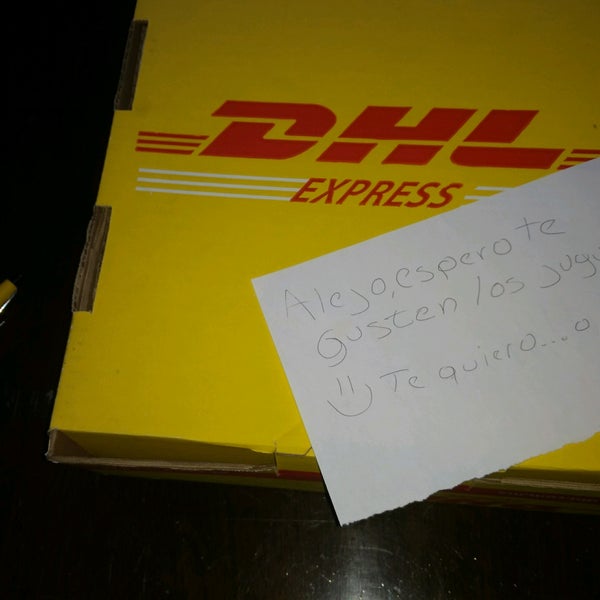 DHL
EXPRESS
Alejo, espero te
Gusten los
Te quiero... o